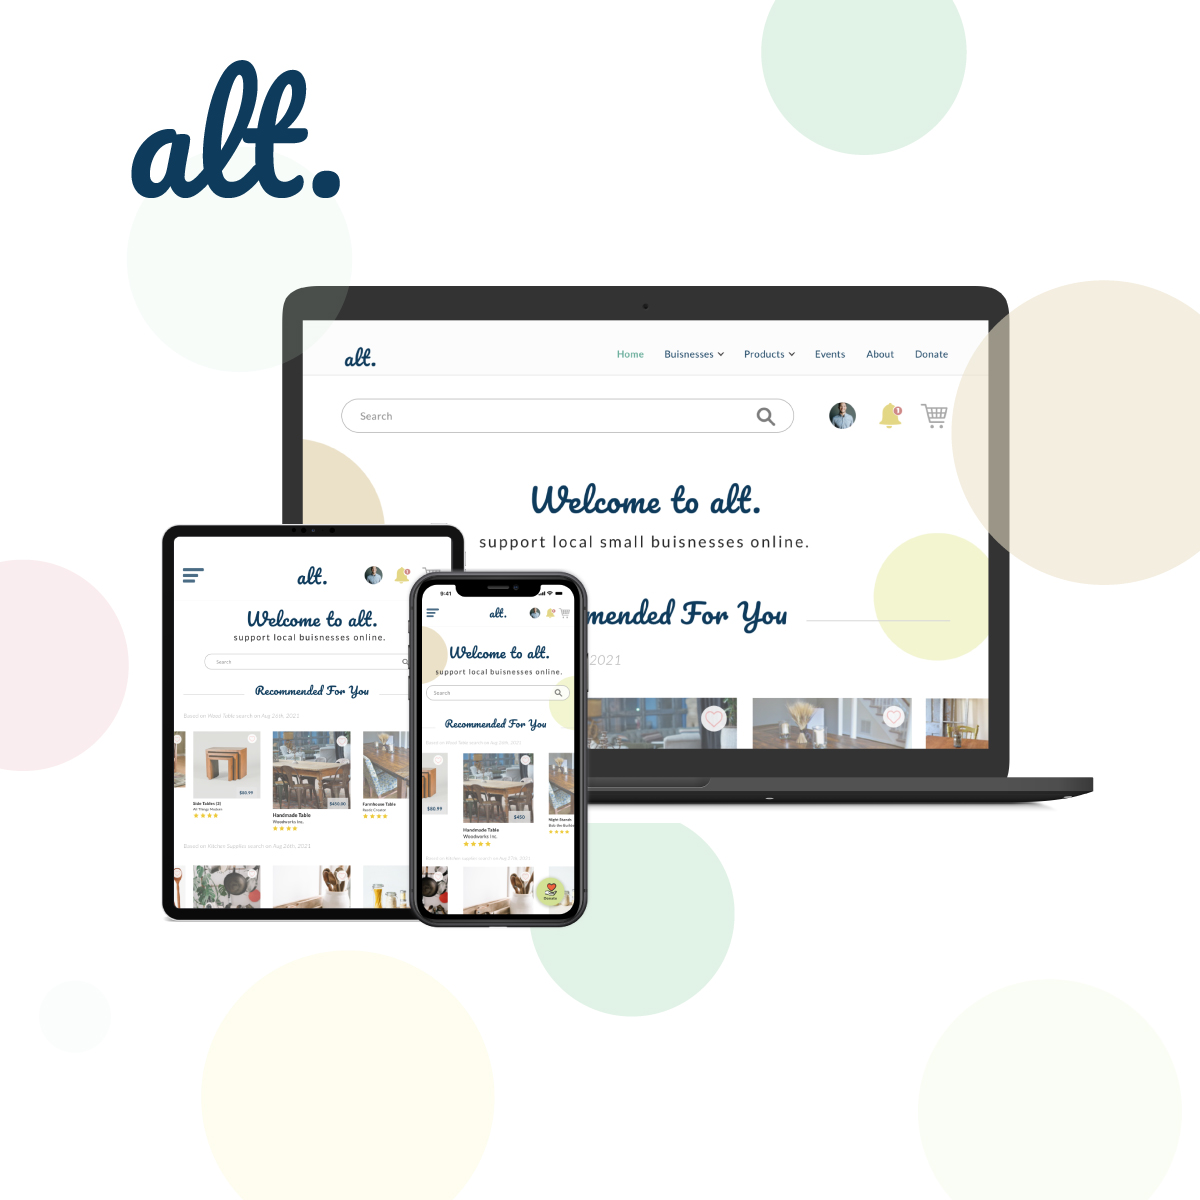 alt.
alt.
Home Buisnesses Products Events About Donate
Search
1
Welcome to alt.
support local small buisnesses online.
mended For You
2021
alt.
Welcome to alt.
support local buisnesses online.
Search
Recommended For You
Based on Wood Table search on Aug 26th, 2021
$80.99
$450.00
Side Tables (3)
All Things Modern
Handmade Table
Woodworks Inc.
Farmhouse Table
Based on Kitchen Supplies search on Aug 26th, 2021
9:41
alt.
Welcome to alt.
support local buisnesses online.
Search
Recommended For You
$80.99
$450
Handmade Table
Woodworks Inc.
Night Stands
Donate